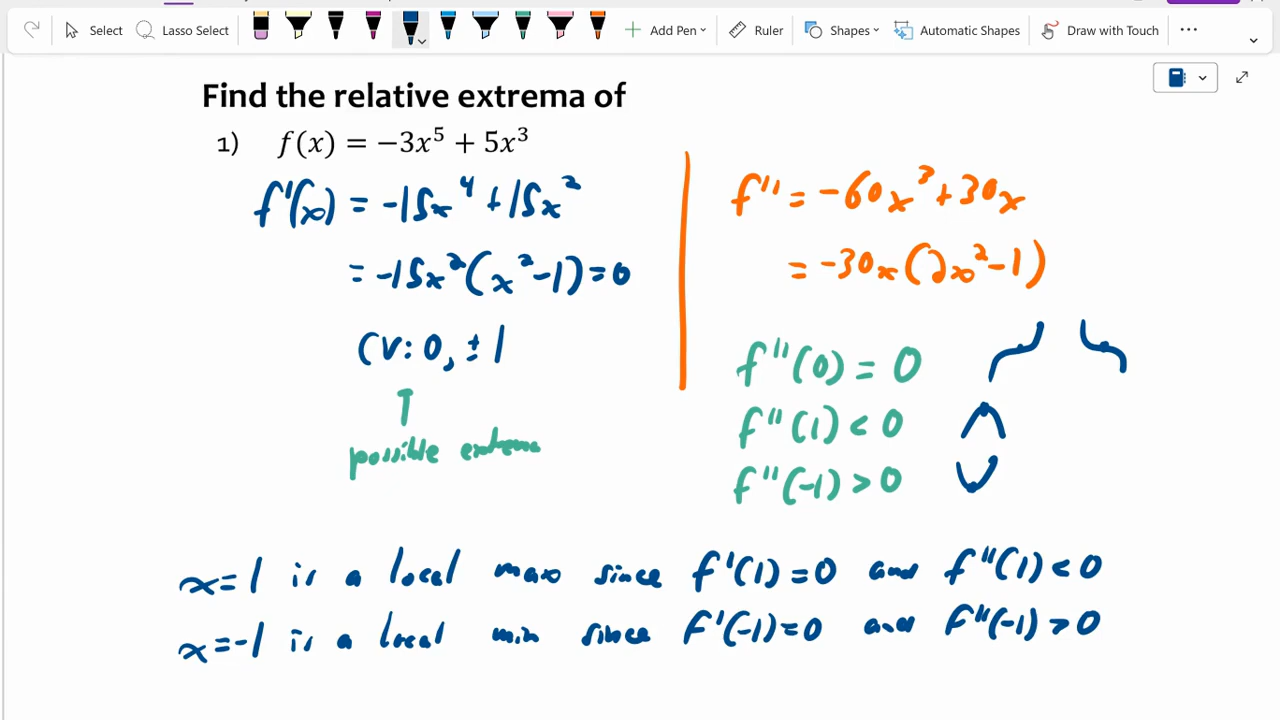 Select Lasso Select Add Pen Ruler Shapes Automatic Shapes Draw with Touch
Find the relative extrema of
1) f(x) = −3x⁵ + 5x³
f'(x) = -15x⁴ + 15x²
= -15x²(x²-1) = 0
CV: 0, ± 1
possible extrema
f'' = -60x³ + 30x
= -30x(2x²-1)
f''(0) = 0
f''(1) < 0
f''(-1) > 0
x=1 is a local max since f'(1)=0 and f''(1)<0
x=-1 is a local min since f'(-1)=0 and f''(-1)>0